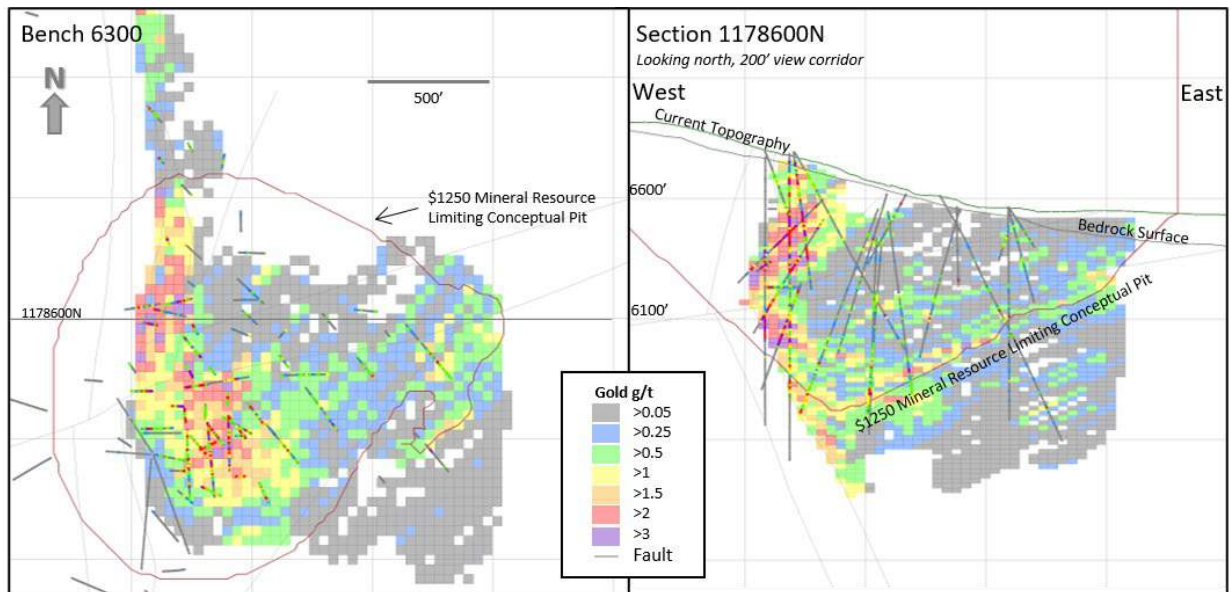 Bench 6300
N
500'
$1250 Mineral Resource
Limiting Conceptual Pit
1178600N
Section 1178600N
Looking north, 200' view corridor
West
East
Current Topography
6600'
Bedrock Surface
6100'
$1250 Mineral Resource Limiting Conceptual Pit
Gold g/t
>0.05
>0.25
>0.5
>1
>1.5
>2
>3
Fault